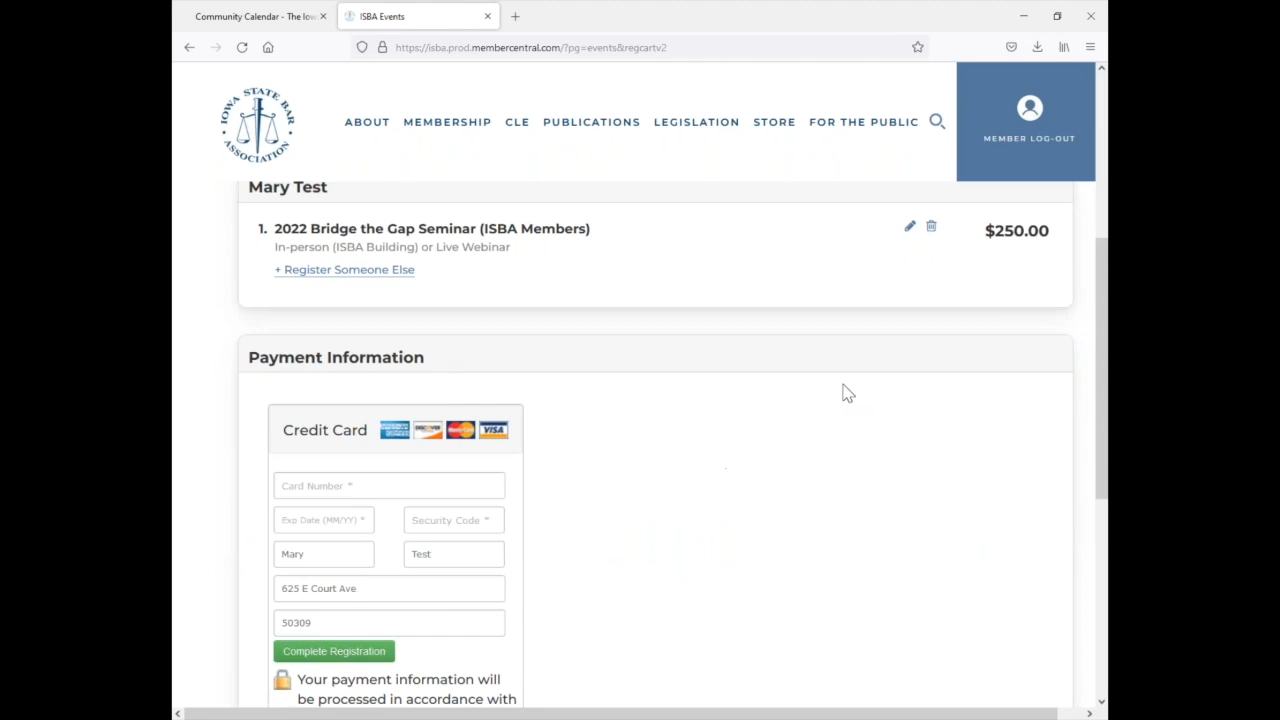 Community Calendar - The Iow
ISBA Events
https://isba.prod.membercentral.com/?pg=events&regcartv2
IOWA STATE BAR
ASSOCIATION
ABOUT MEMBERSHIP CLE PUBLICATIONS LEGISLATION STORE FOR THE PUBLIC
MEMBER LOG-OUT
Mary Test
1. 2022 Bridge the Gap Seminar (ISBA Members) $250.00
In-person (ISBA Building) or Live Webinar
+ Register Someone Else
Payment Information
Credit Card DISCOVER MasterCard VISA
Card Number *
Exp Date (MM/YY) * Security Code *
Mary Test
625 E Court Ave
50309
Complete Registration
Your payment information will
be processed in accordance with